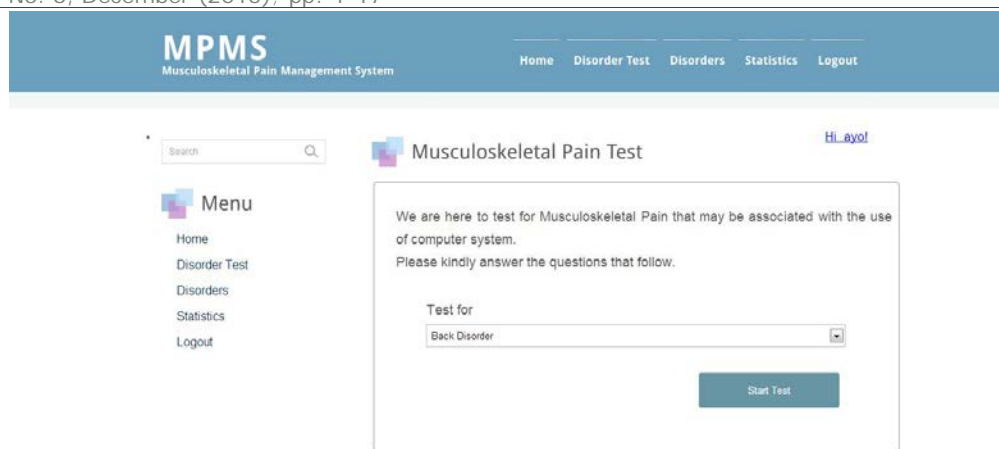 MPMS
Musculoskeletal Pain Management System
Home Disorder Test Disorders Statistics Logout
Hi ayo!
Search
Musculoskeletal Pain Test
Menu
Home
Disorder Test
Disorders
Statistics
Logout
We are here to test for Musculoskeletal Pain that may be associated with the use
of computer system.
Please kindly answer the questions that follow.
Test for
Back Disorder
Start Test